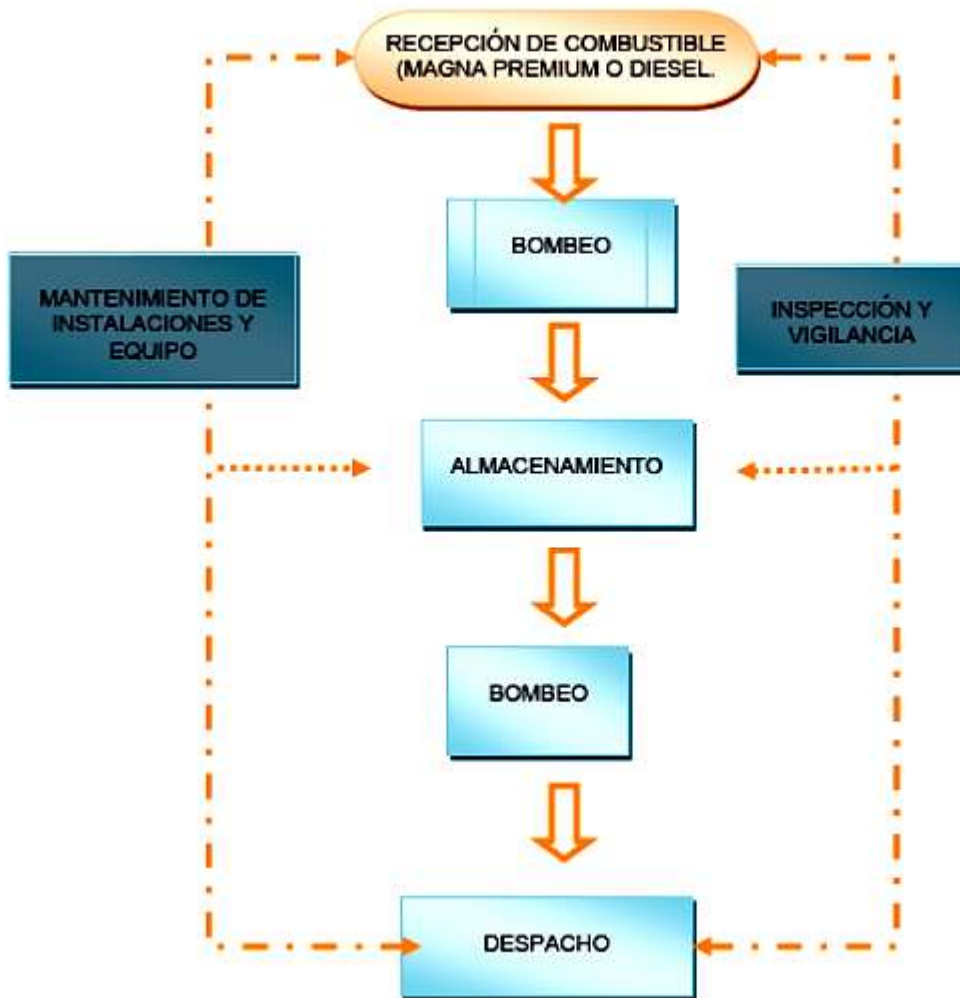 RECEPCIÓN DE COMBUSTIBLE
(MAGNA PREMIUM O DIESEL.
BOMBEO
MANTENIMIENTO DE
INSTALACIONES Y
EQUIPO
INSPECCIÓN Y
VIGILANCIA
ALMACENAMIENTO
BOMBEO
DESPACHO